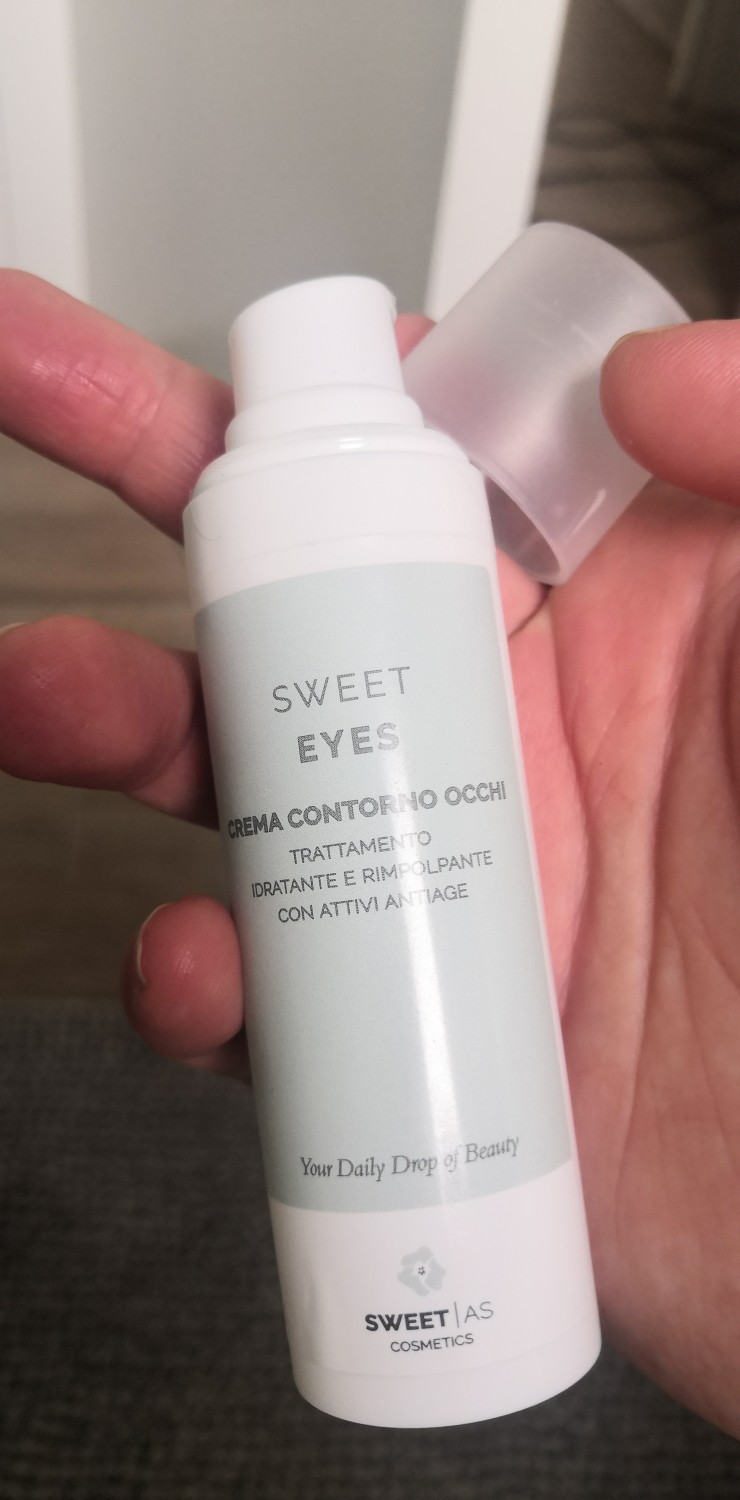 SWEET
EYES
CREMA CONTORNO OCCHI
TRATTAMENTO
IDRATANTE E RIMPOLPANTE
CON ATTIVI ANTIAGE
Your Daily Drop of Beauty
SWEET|AS
COSMETICS